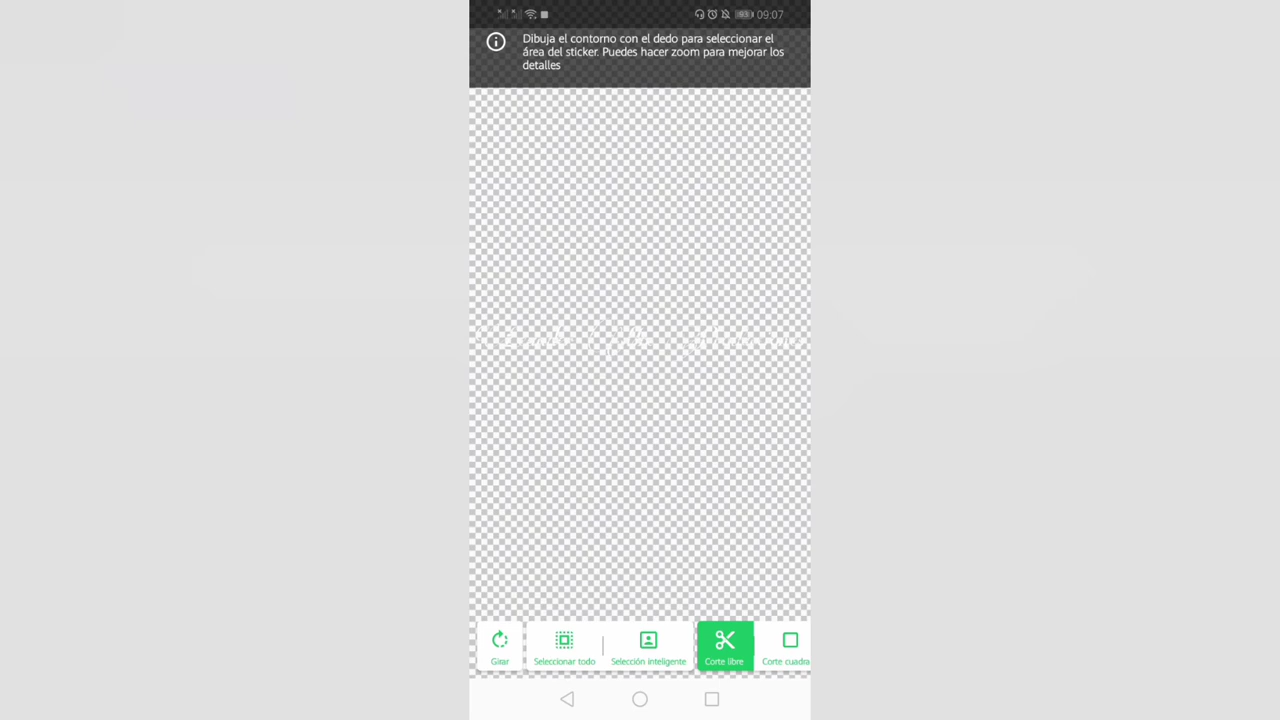 93
09:07
Dibuja el contorno con el dedo para seleccionar el
área del sticker. Puedes hacer zoom para mejorar los
detalles
Girar
Seleccionar todo
Selección inteligente
Corte libre
Corte cuadra